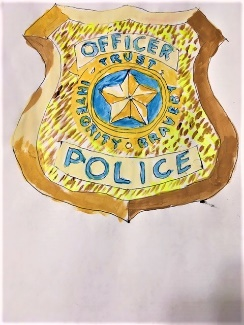 OFFICER
TRUST
INTEGRITY
BRAVERY
POLICE